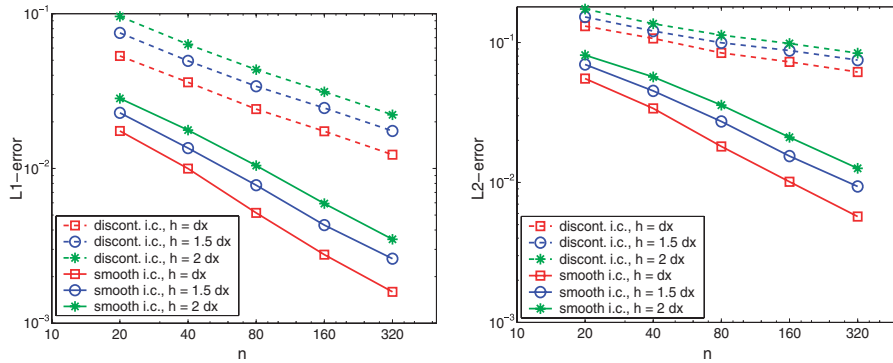 10⁻¹
10⁻²
10⁻³
L1−error
10 20 40 80 160 320
n
discont. i.c., h = dx
discont. i.c., h = 1.5 dx
discont. i.c., h = 2 dx
smooth i.c., h = dx
smooth i.c., h = 1.5 dx
smooth i.c., h = 2 dx
10⁻¹
10⁻²
10⁻³
L2−error
10 20 40 80 160 320
n
discont. i.c., h = dx
discont. i.c., h = 1.5 dx
discont. i.c., h = 2 dx
smooth i.c., h = dx
smooth i.c., h = 1.5 dx
smooth i.c., h = 2 dx